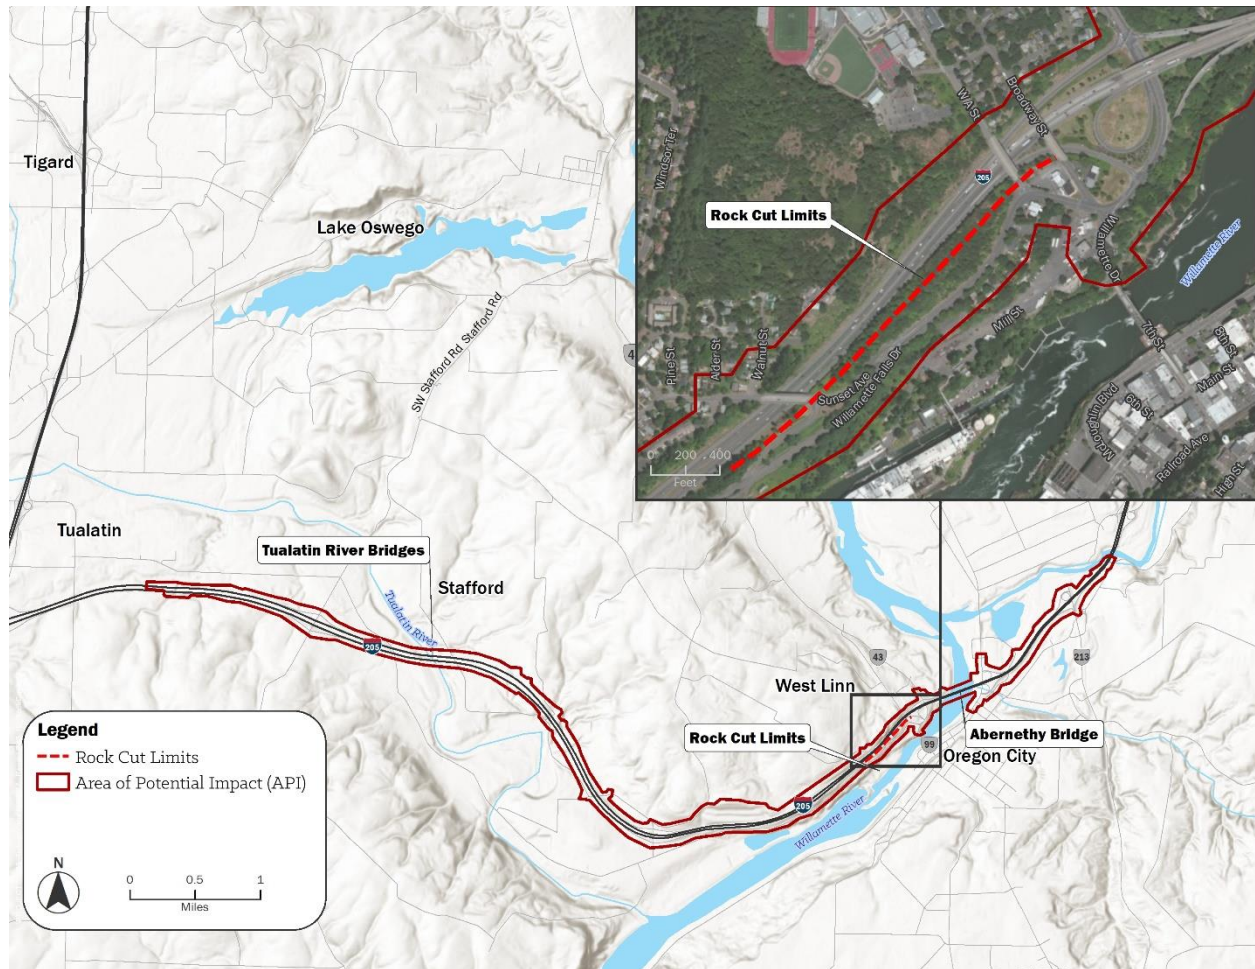 Tigard
Lake Oswego
SW Stafford Rd Stafford Rd
4
Tualatin
Tualatin River Bridges
Stafford
Tualatin River
205
43
213
West Linn
Rock Cut Limits
Abernethy Bridge
99
Oregon City
205
Willamette River
Windsor Ter
W A St
Broadway St
205
Rock Cut Limits
Willamette Dr
Willamette River
Pine St
Alder St
Walnut St
Mill St
7th St
8th St
Main St
6th St
Sunset Ave
Willamette Falls Dr
McLoughlin Blvd
Railroad Ave
High St
0 200 400
Feet
Legend
Rock Cut Limits
Area of Potential Impact (API)
N
0 0.5 1
Miles